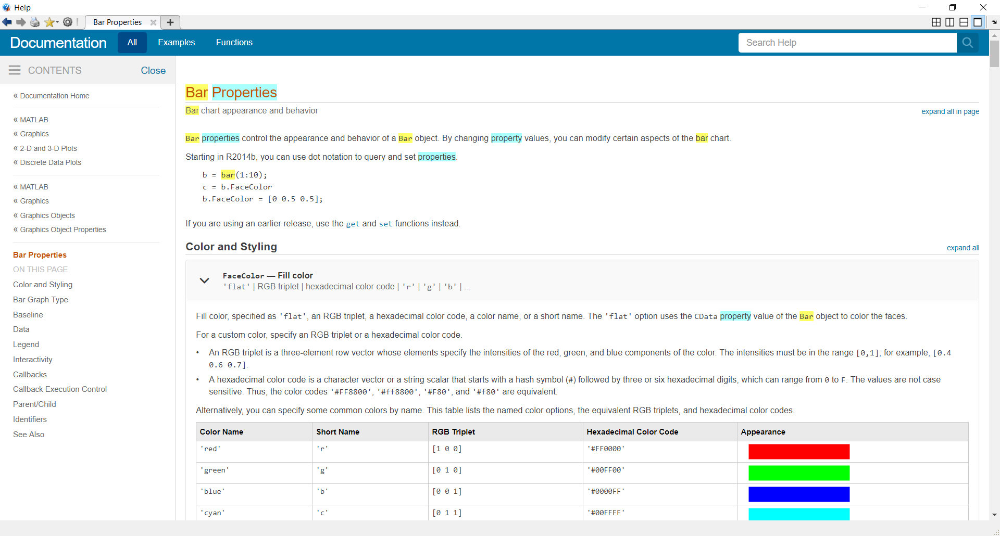 Help
Bar Properties
Documentation All Examples Functions Search Help
CONTENTS Close
« Documentation Home
« MATLAB
« Graphics
« 2-D and 3-D Plots
« Discrete Data Plots
« MATLAB
« Graphics
« Graphics Objects
« Graphics Object Properties
Bar Properties
ON THIS PAGE
Color and Styling
Bar Graph Type
Baseline
Data
Legend
Interactivity
Callbacks
Callback Execution Control
Parent/Child
Identifiers
See Also
Bar Properties
Bar chart appearance and behavior
expand all in page
Bar properties control the appearance and behavior of a Bar object. By changing property values, you can modify certain aspects of the bar chart.
Starting in R2014b, you can use dot notation to query and set properties.
b = bar(1:10);
c = b.FaceColor
b.FaceColor = [0 0.5 0.5];
If you are using an earlier release, use the get and set functions instead.
Color and Styling
expand all
FaceColor — Fill color
'flat' | RGB triplet | hexadecimal color code | 'r' | 'g' | 'b' | ...
Fill color, specified as 'flat', an RGB triplet, a hexadecimal color code, a color name, or a short name. The 'flat' option uses the CData property value of the Bar object to color the faces.
For a custom color, specify an RGB triplet or a hexadecimal color code.
• An RGB triplet is a three-element row vector whose elements specify the intensities of the red, green, and blue components of the color. The intensities must be in the range [0,1]; for example, [0.4
0.6 0.7].
• A hexadecimal color code is a character vector or a string scalar that starts with a hash symbol (#) followed by three or six hexadecimal digits, which can range from 0 to F. The values are not case
sensitive. Thus, the color codes '#FF8800', '#ff8800', '#F80', and '#f80' are equivalent.
Alternatively, you can specify some common colors by name. This table lists the named color options, the equivalent RGB triplets, and hexadecimal color codes.
Color Name Short Name RGB Triplet Hexadecimal Color Code Appearance
'red' 'r' [1 0 0] '#FF0000'
'green' 'g' [0 1 0] '#00FF00'
'blue' 'b' [0 0 1] '#0000FF'
'cyan' 'c' [0 1 1] '#00FFFF'